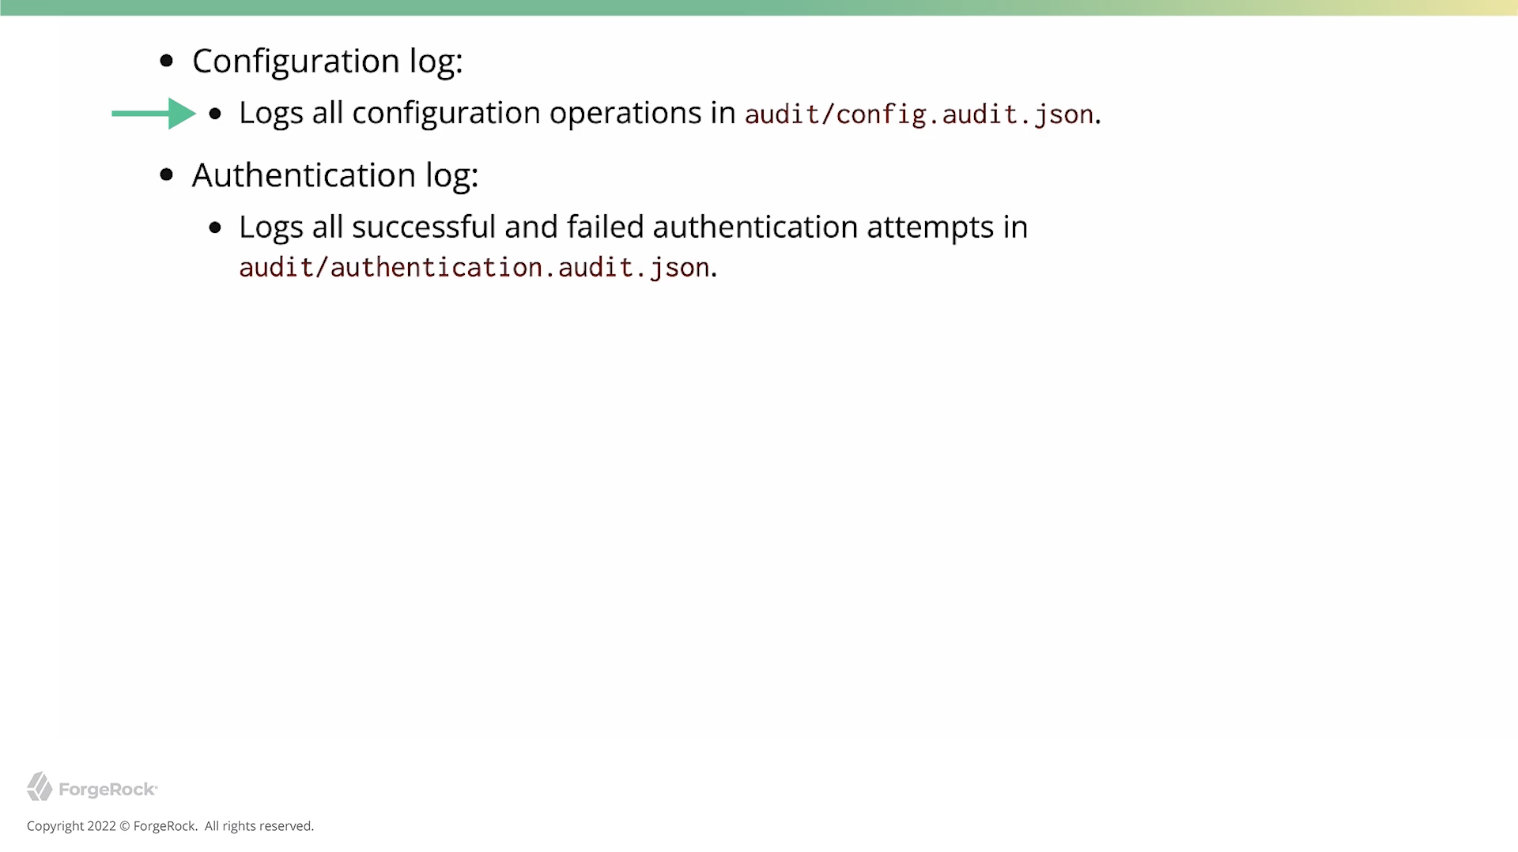 • Configuration log:
• Logs all configuration operations in audit/config.audit.json.
• Authentication log:
• Logs all successful and failed authentication attempts in
audit/authentication.audit.json.
ForgeRock
Copyright 2022 © ForgeRock. All rights reserved.